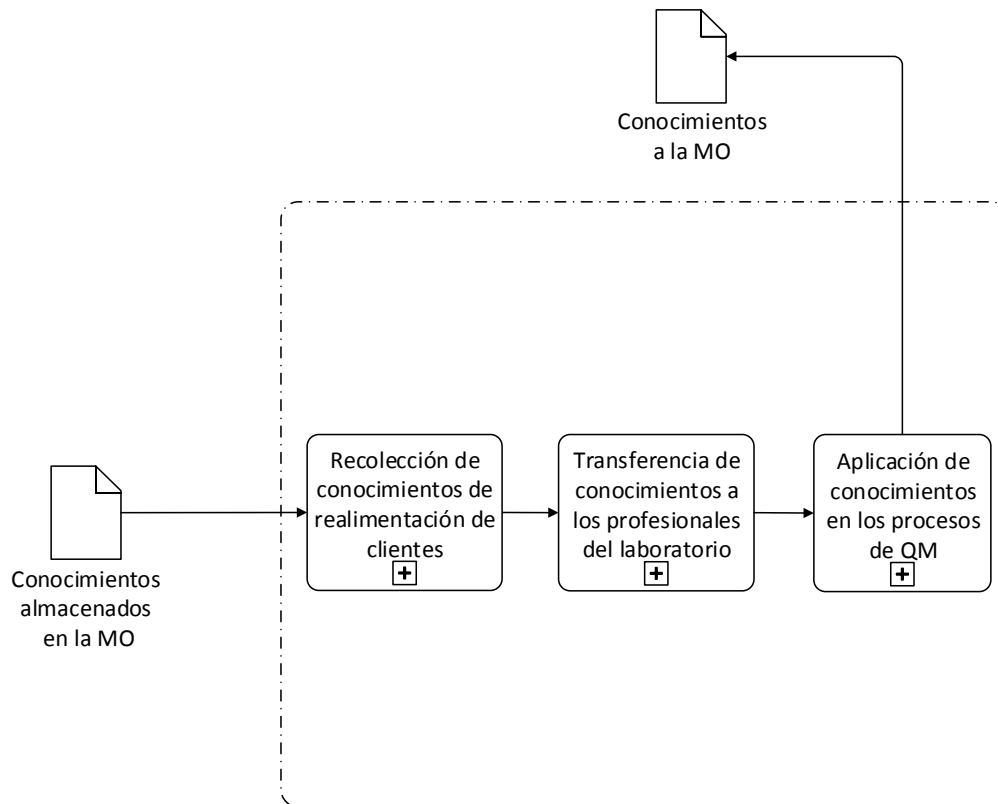 Conocimientos
a la MO
Recolección de
conocimientos de
realimentación de
clientes
Transferencia de
conocimientos a
los profesionales
del laboratorio
Aplicación de
conocimientos
en los procesos
de QM
Conocimientos
almacenados
en la MO